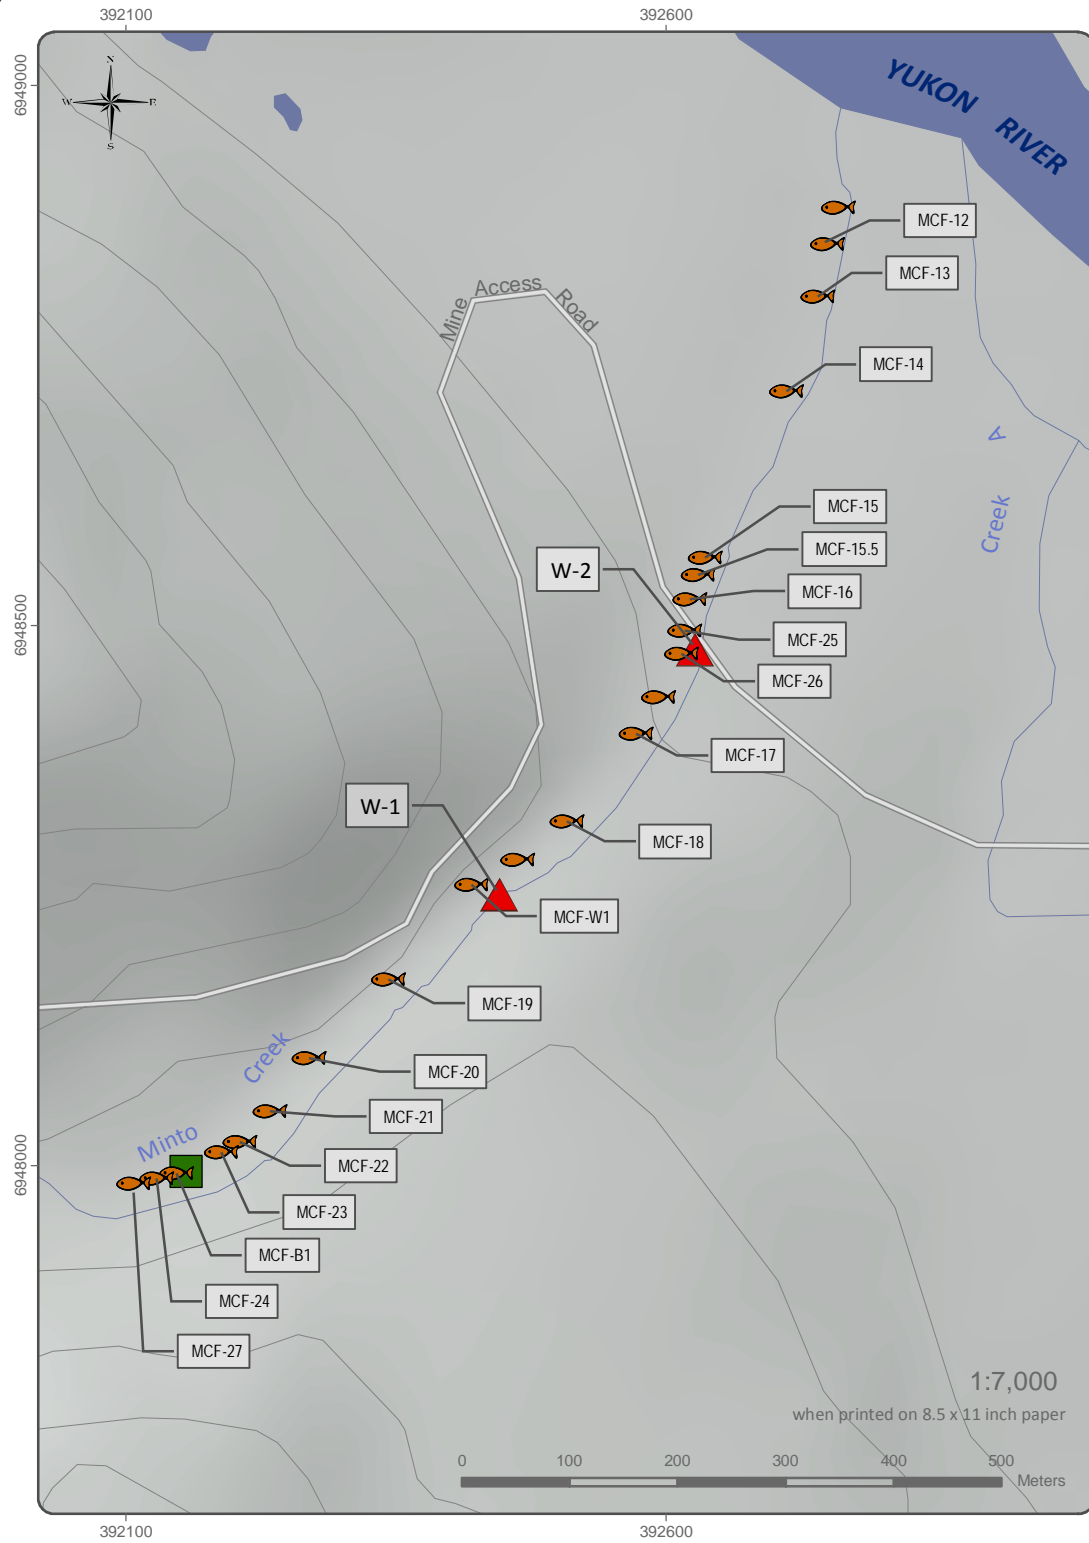 392100
392600
6949000
N
W
E
S
YUKON RIVER
MCF-12
MCF-13
Mine Access Road
MCF-14
Creek A
MCF-15
MCF-15.5
W-2
MCF-16
6948500
MCF-25
MCF-26
MCF-17
W-1
MCF-18
MCF-W1
MCF-19
MCF-20
Minto Creek
MCF-21
MCF-22
6948000
MCF-23
MCF-B1
MCF-24
MCF-27
1:7,000
when printed on 8.5 x 11 inch paper
0 100 200 300 400 500
Meters
392100
392600